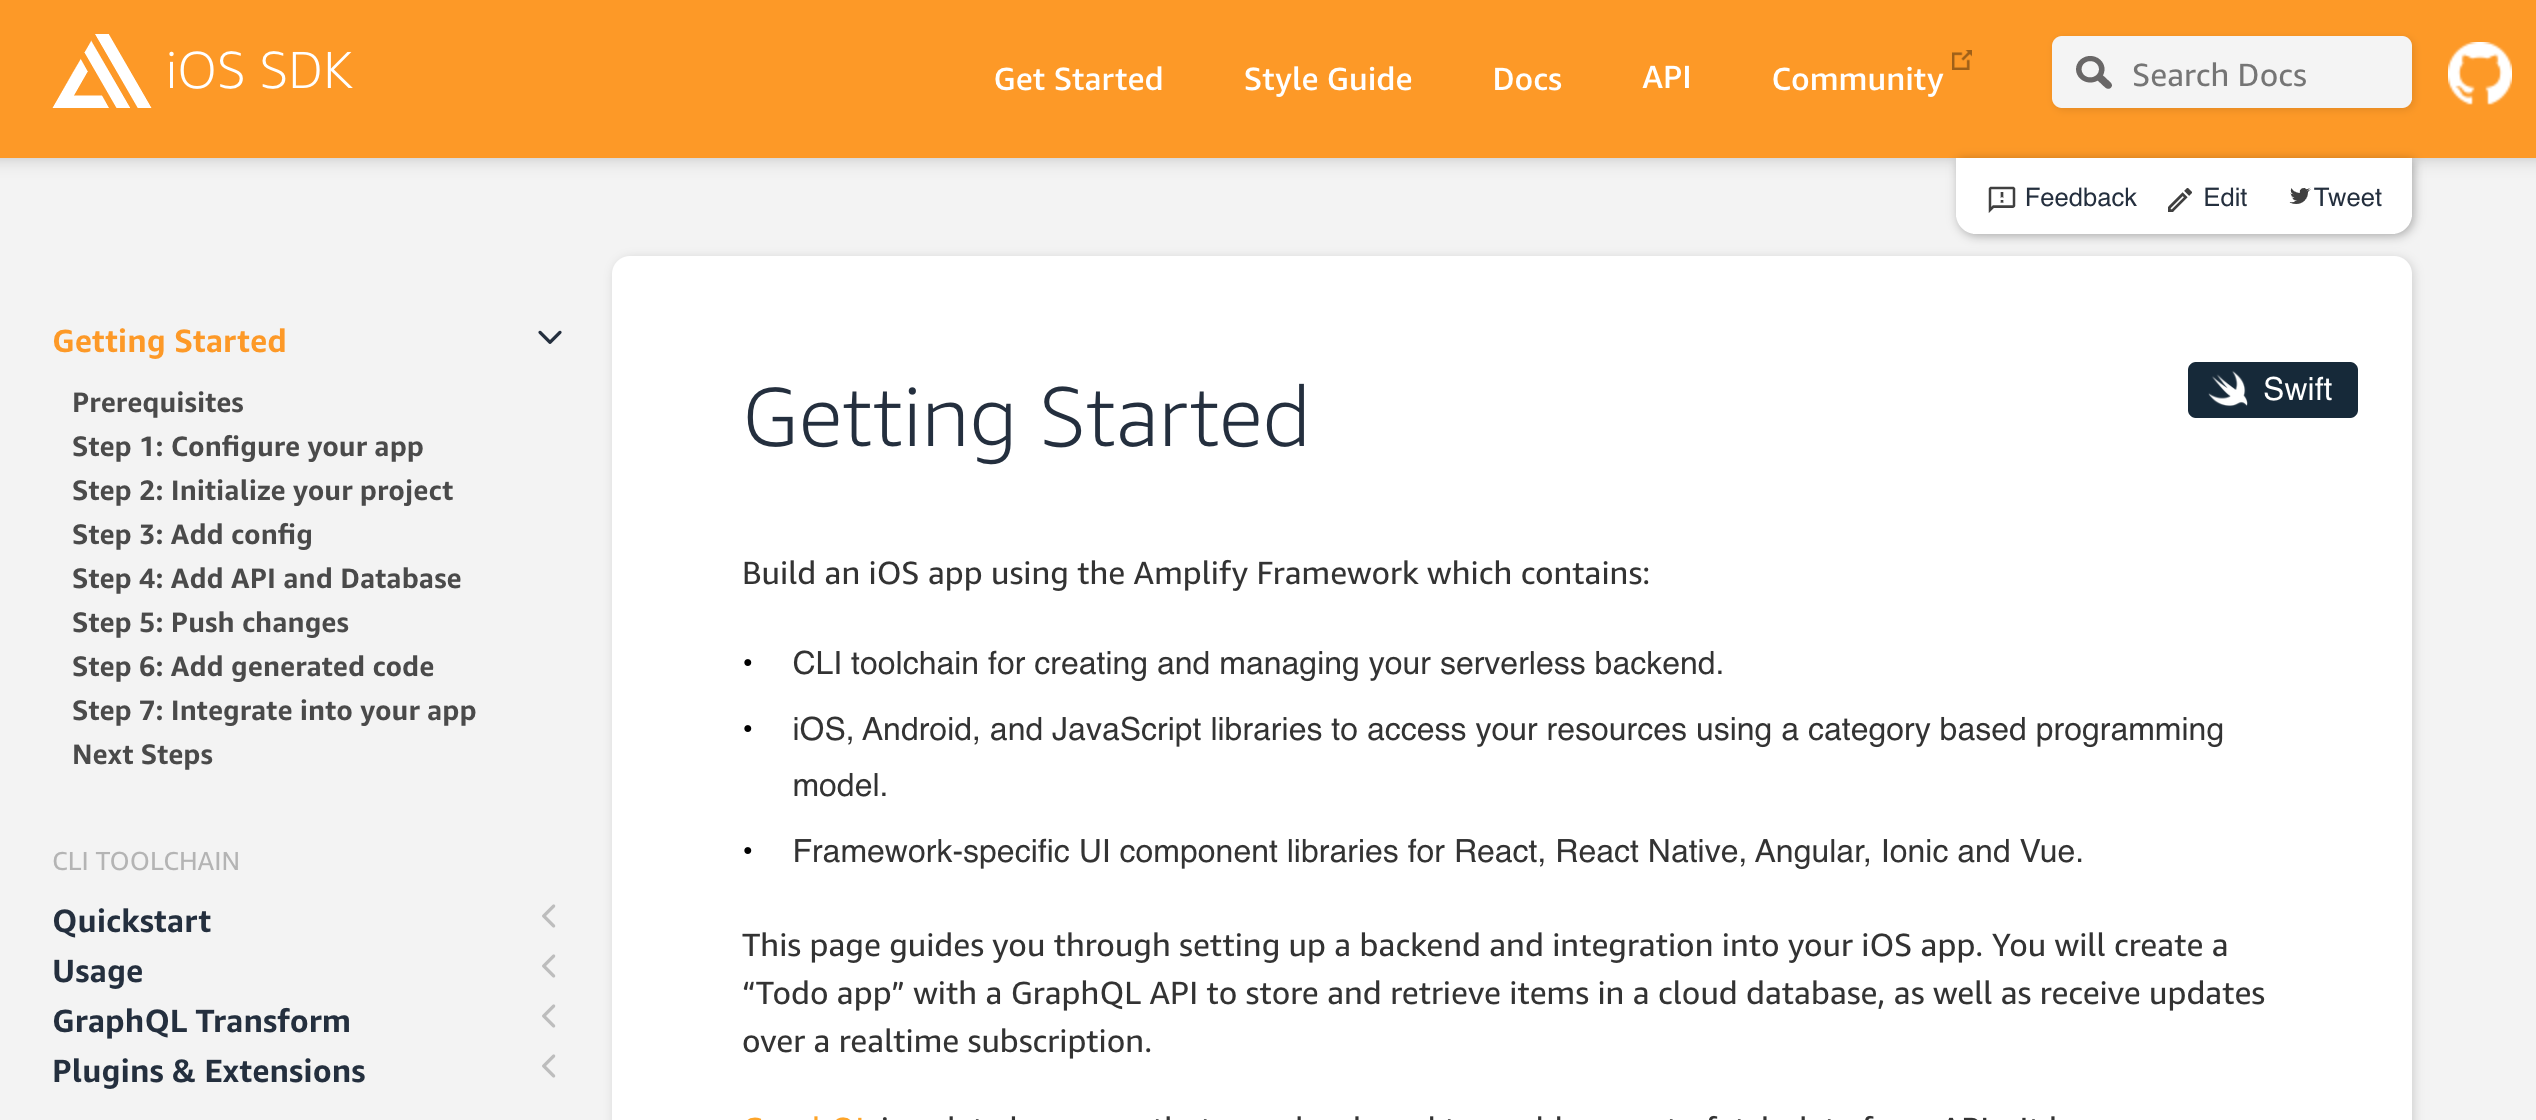 iOS SDK
Get Started
Style Guide
Docs
API
Community
Search Docs
Feedback
Edit
Tweet
Getting Started
Prerequisites
Step 1: Configure your app
Step 2: Initialize your project
Step 3: Add config
Step 4: Add API and Database
Step 5: Push changes
Step 6: Add generated code
Step 7: Integrate into your app
Next Steps
CLI TOOLCHAIN
Quickstart
Usage
GraphQL Transform
Plugins & Extensions
Getting Started
Swift
Build an iOS app using the Amplify Framework which contains:
• CLI toolchain for creating and managing your serverless backend.
• iOS, Android, and JavaScript libraries to access your resources using a category based programming
model.
• Framework-specific UI component libraries for React, React Native, Angular, Ionic and Vue.
This page guides you through setting up a backend and integration into your iOS app. You will create a
“Todo app” with a GraphQL API to store and retrieve items in a cloud database, as well as receive updates
over a realtime subscription.